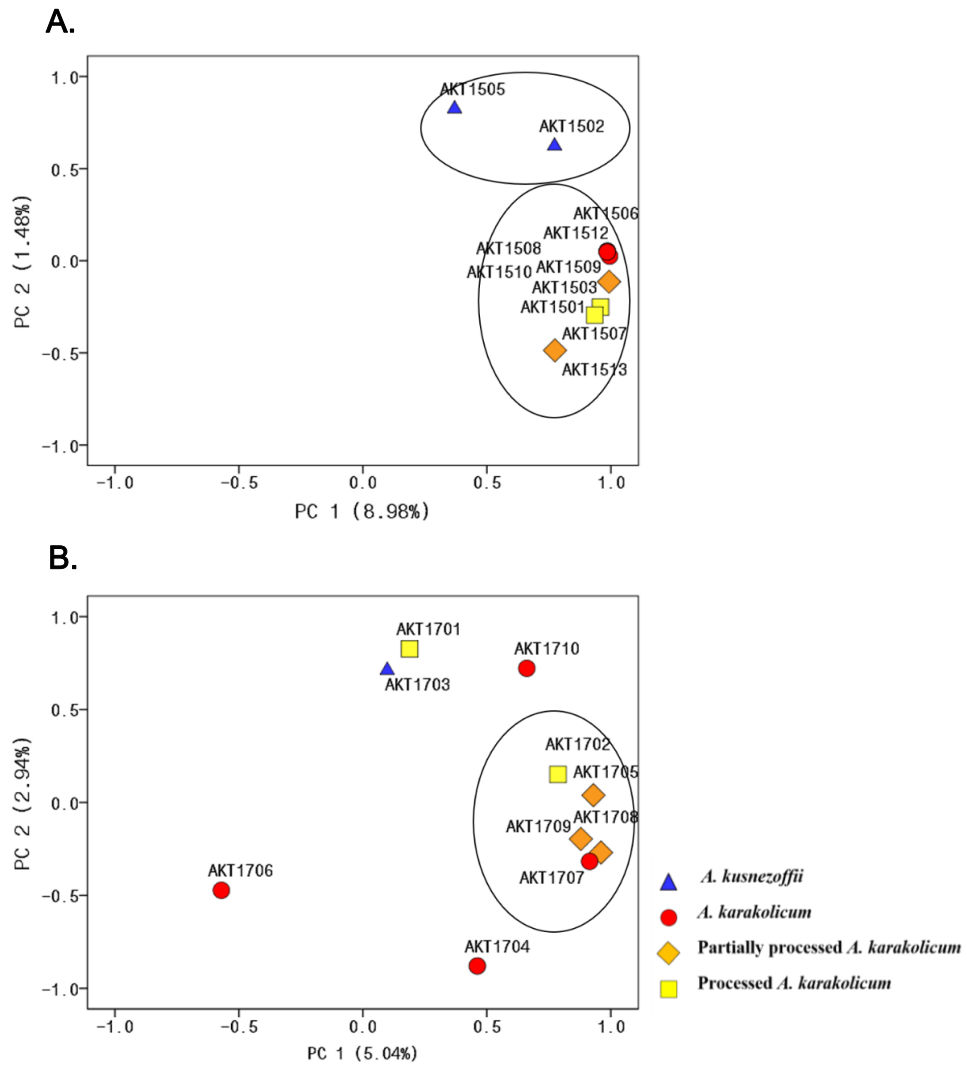 A.
AKT1505
AKT1502
AKT1506
AKT1512
AKT1508
AKT1509
AKT1510
AKT1503
AKT1501
AKT1507
AKT1513
1.0
0.5
0.0
−0.5
−1.0
PC 2 (1.48%)
−1.0 −0.5 0.0 0.5 1.0
PC 1 (8.98%)
B.
AKT1701
AKT1710
AKT1703
AKT1702
AKT1705
AKT1708
AKT1709
AKT1706
AKT1707
AKT1704
1.0
0.5
0.0
−0.5
−1.0
PC 2 (2.94%)
−1.0 −0.5 0.0 0.5 1.0
PC 1 (5.04%)
A. kusnezoffii
A. karakolicum
Partially processed A. karakolicum
Processed A. karakolicum